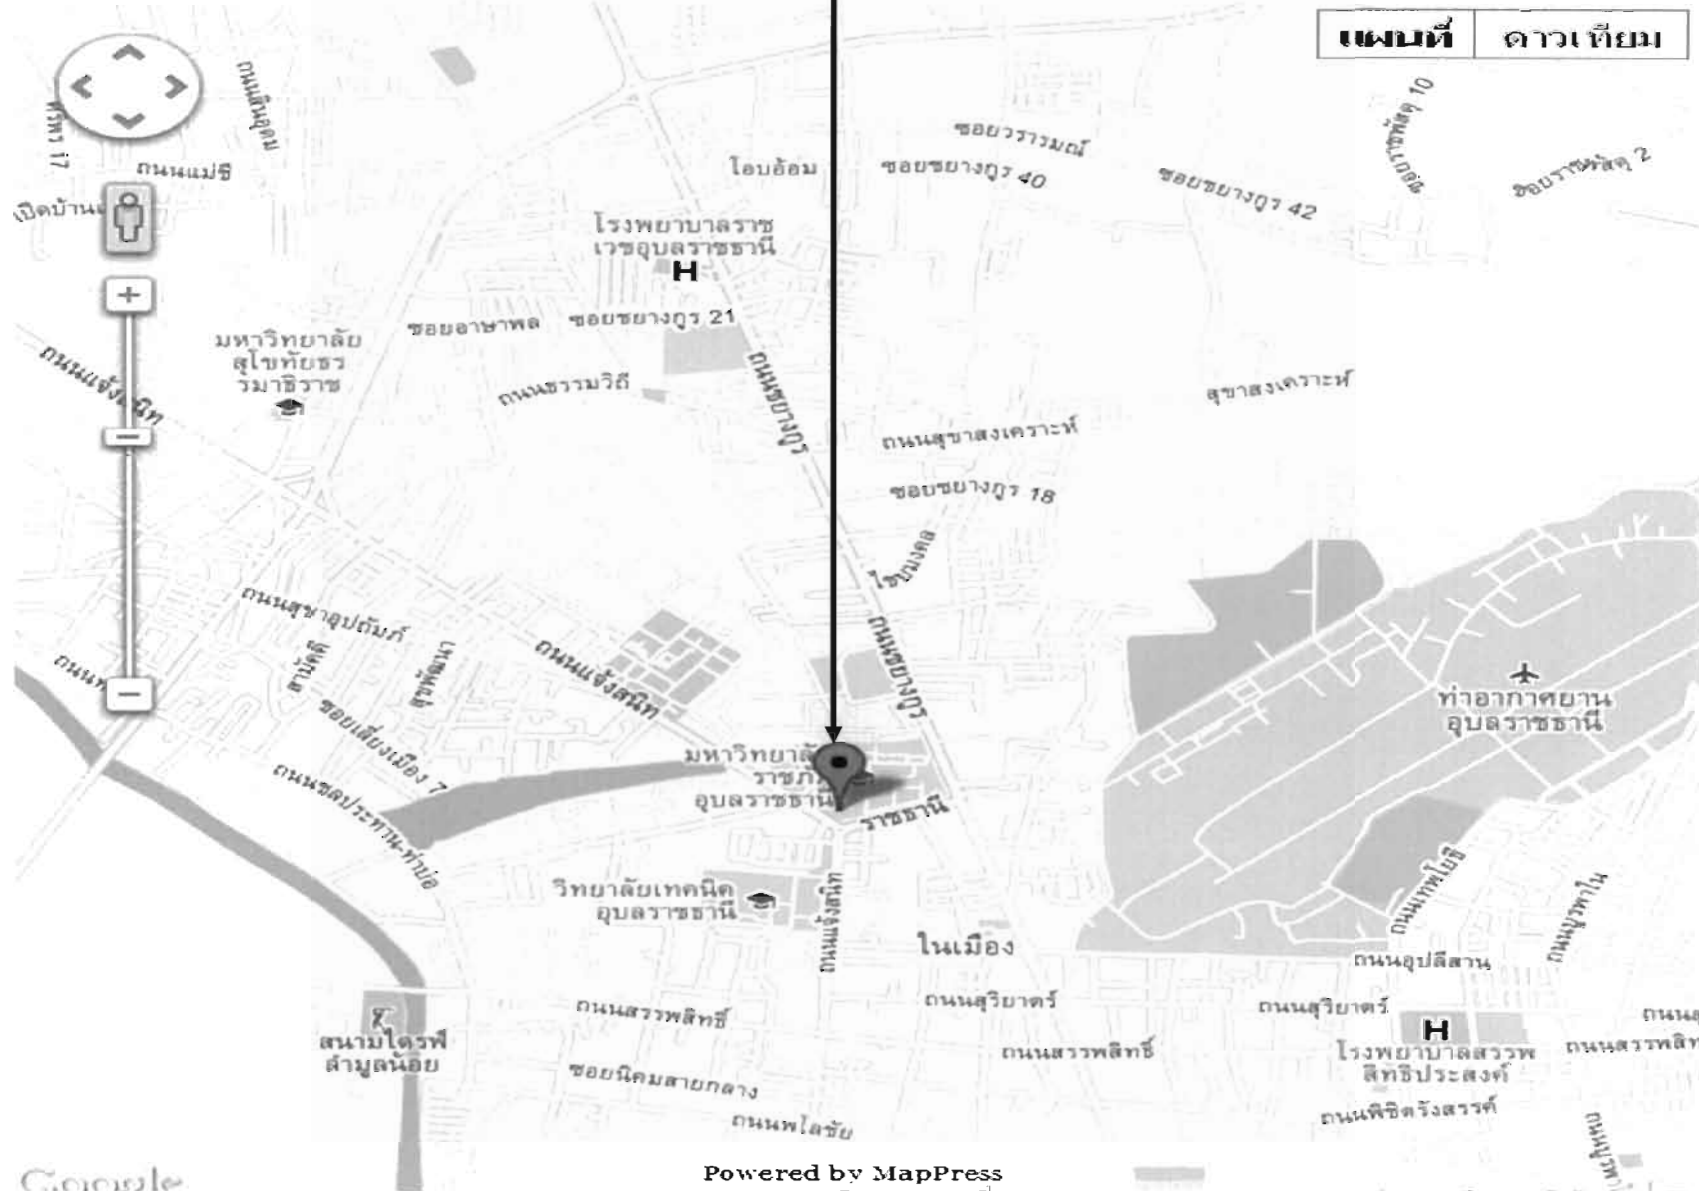 แผนที่
ดาวเทียม
ถนนสินอุดม
ถนนแม่ชี
โอบอ้อม
ซอยวรารมณ์
ซอยชยางกูร 40
ซอยชยางกูร 42
ซอยราชพัสดุ 10
ซอยราชพัสดุ 2
โรงพยาบาลราช
เวชอุบลราชธานี
H
ซอยอาษาพล
ซอยชยางกูร 21
มหาวิทยาลัย
สุโขทัยธร
รมาธิราช
ถนนแจ้งสนิท
ถนนธรรมวิถี
ถนนชยางกูร
สุขาสงเคราะห์
ถนนสุขาสงเคราะห์
ซอยชยางกูร 18
ไชยมงคล
ถนนสุขาอุปถัมภ์
สามัคคี
สุขพัฒนา
ถนนแจ้งสนิท
ถนนชยางกูร
ท่าอากาศยาน
อุบลราชธานี
ซอยเลี่ยงเมือง 7
ถนนชลประทาน-ท่าบ่อ
มหาวิทยาลั
ราชภั
อุบลราชธานี
ราชธานี
วิทยาลัยเทคนิค
อุบลราชธานี
ถนนแจ้งสนิท
ในเมือง
ถนนเทพโยธี
ถนนบูรพาใน
ถนนอุปลีสาน
ถนนสุริยาตร์
ถนนสุริยาตร์
ถนนสรรพสิทธิ์
สนามไดรฟ์
ลำมูลน้อย
ถนนสรรพสิทธิ์
H
โรงพยาบาลสรรพ
สิทธิประสงค์
ถนนสรรพสิท
ซอยนิคมสายกลาง
ถนนพโลชัย
ถนนพิชิตรังสรรค์
Google
Powered by MapPress